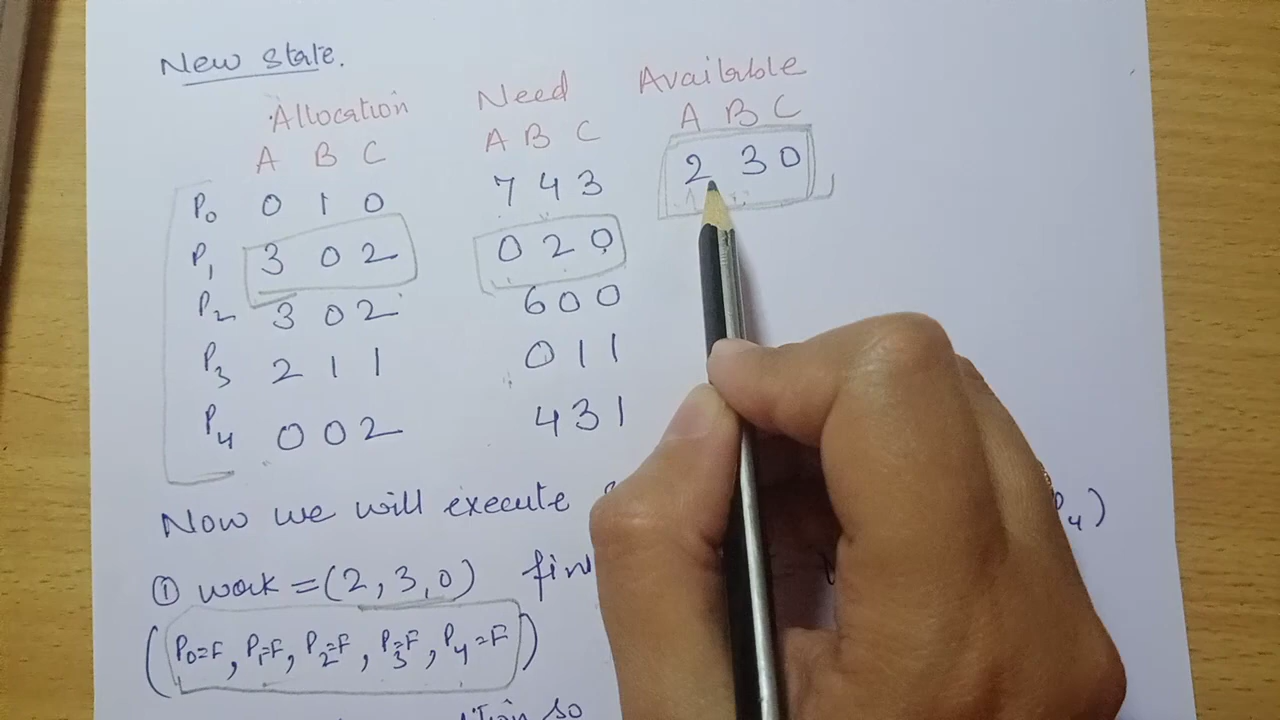 New state.
Allocation Need Available
A B C A B C A B C
P0 0 1 0 7 4 3 2 3 0
P1 3 0 2 0 2 0
P2 3 0 2 6 0 0
P3 2 1 1 0 1 1
P4 0 0 2 4 3 1
Now we will execute P4)
① work = (2, 3, 0)
(P0=F, P1=F, P2=F, P3=F, P4=F)
so